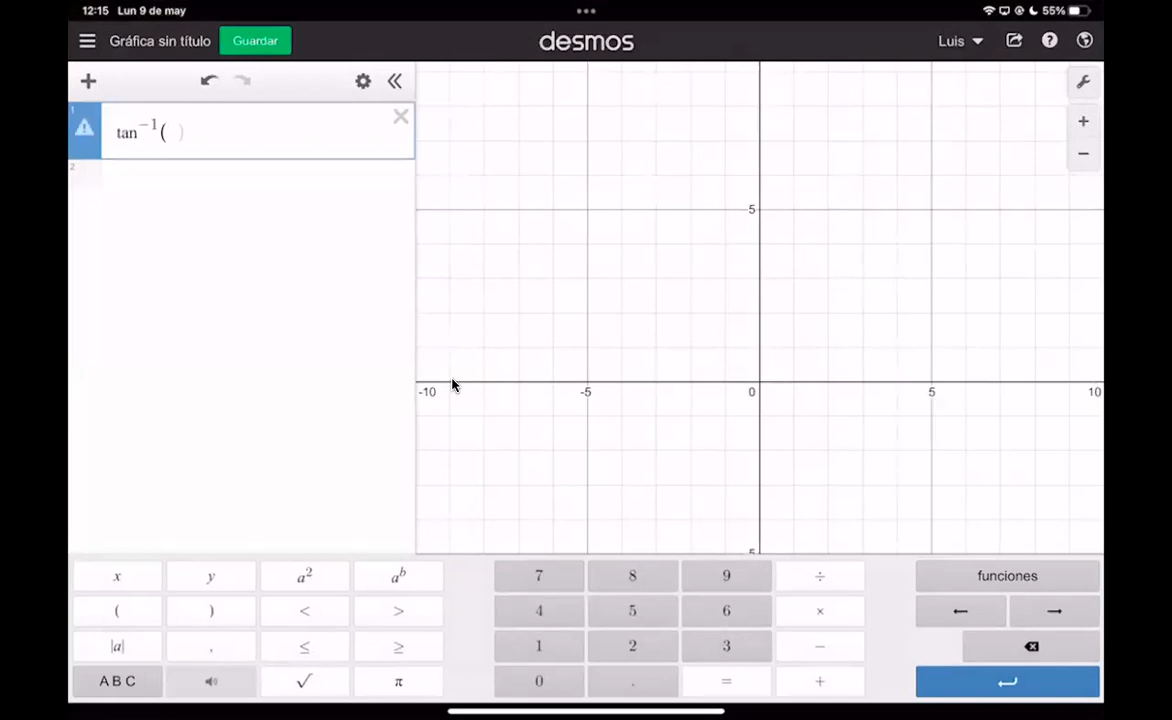 12:15 Lun 9 de may
55%
Gráfica sin título Guardar desmos Luis
1
tan⁻¹( )
2
5
-10 -5 0 5 10
x y a² aᵇ 7 8 9 ÷ funciones
( ) < > 4 5 6 × ← →
|a| , ≤ ≥ 1 2 3 −
A B C √ π 0 . = +